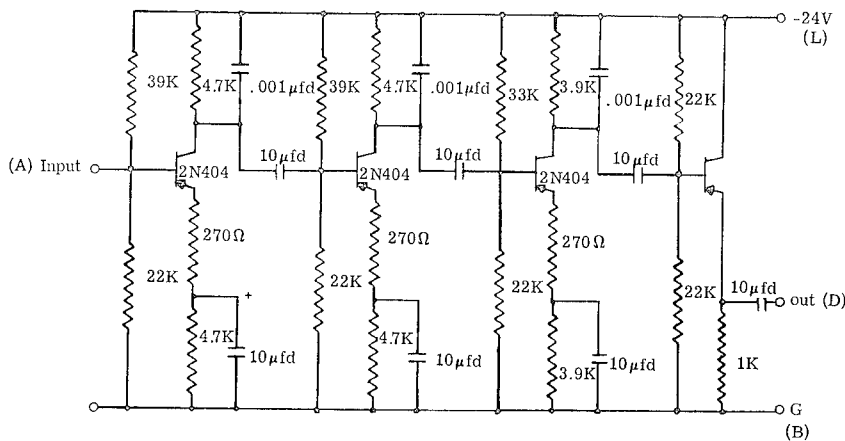 -24V
(L)
39K
4.7K
.001μfd
39K
4.7K
.001μfd
33K
3.9K
.001μfd
22K
(A) Input
2N404
10μfd
2N404
10μfd
2N404
10μfd
270Ω
270Ω
270Ω
22K
+
22K
22K
22K
10μfd
out (D)
4.7K
10μfd
4.7K
10μfd
3.9K
10μfd
1K
G
(B)